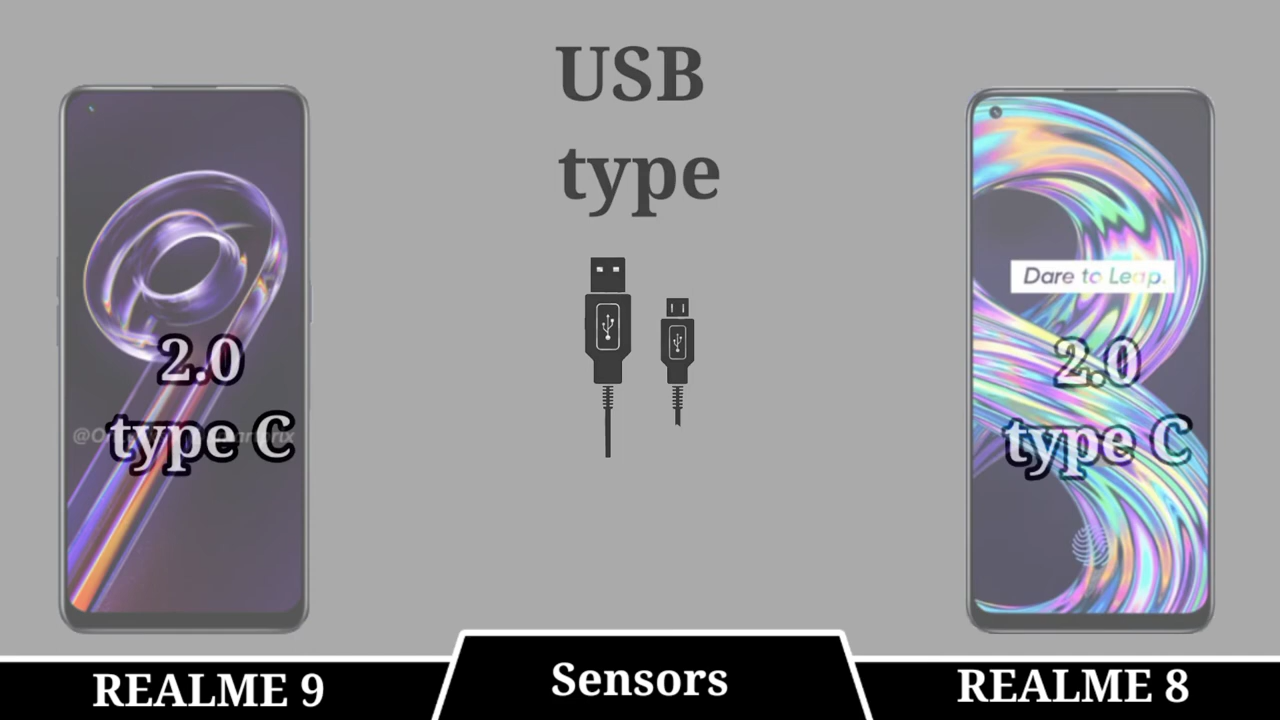 USB
type
Dare to Leap.
2.0
type C
2.0
type C
REALME 9
Sensors
REALME 8